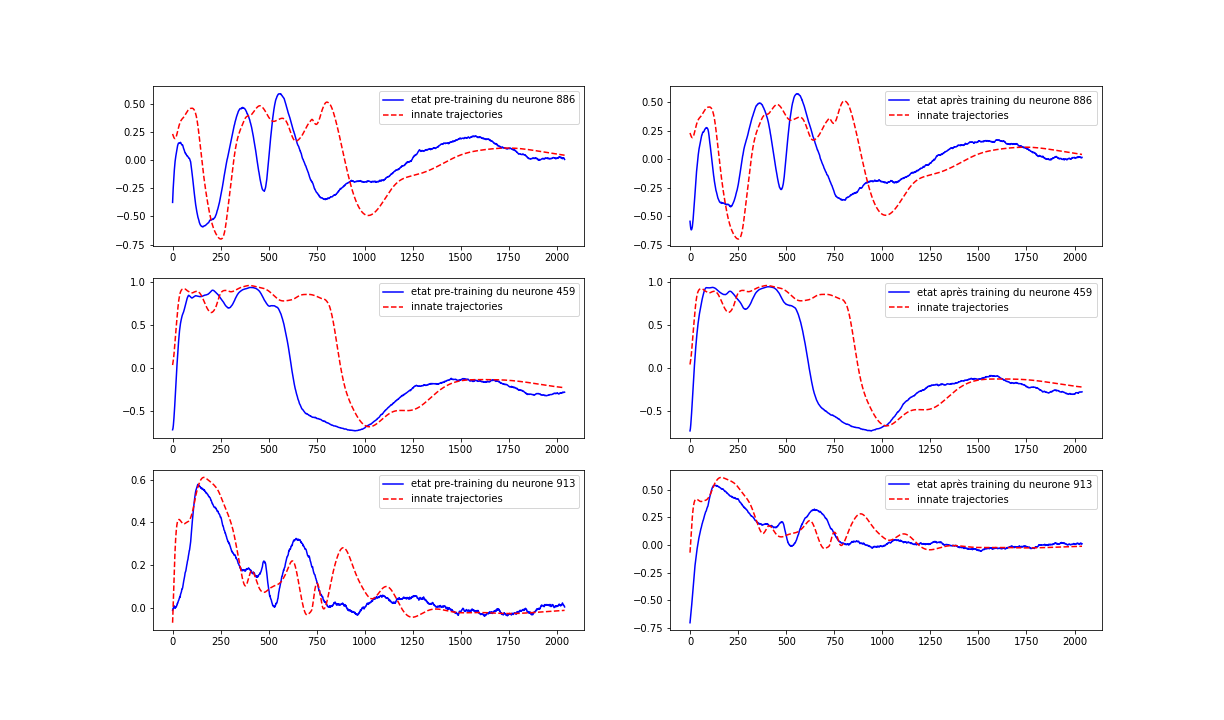 etat pre-training du neurone 886
innate trajectories
0.50
0.25
0.00
−0.25
−0.50
−0.75
0 250 500 750 1000 1250 1500 1750 2000
etat après training du neurone 886
innate trajectories
0.50
0.25
0.00
−0.25
−0.50
−0.75
0 250 500 750 1000 1250 1500 1750 2000
etat pre-training du neurone 459
innate trajectories
1.0
0.5
0.0
−0.5
0 250 500 750 1000 1250 1500 1750 2000
etat après training du neurone 459
innate trajectories
1.0
0.5
0.0
−0.5
0 250 500 750 1000 1250 1500 1750 2000
etat pre-training du neurone 913
innate trajectories
0.6
0.4
0.2
0.0
0 250 500 750 1000 1250 1500 1750 2000
etat après training du neurone 913
innate trajectories
0.50
0.25
0.00
−0.25
−0.50
−0.75
0 250 500 750 1000 1250 1500 1750 2000